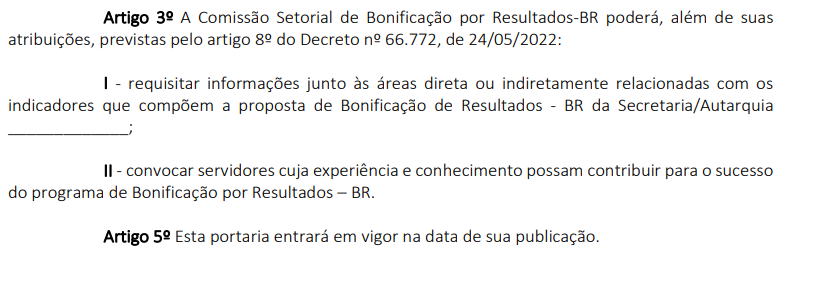 Artigo 3º A Comissão Setorial de Bonificação por Resultados-BR poderá, além de suas
atribuições, previstas pelo artigo 8º do Decreto nº 66.772, de 24/05/2022:
I - requisitar informações junto às áreas direta ou indiretamente relacionadas com os
indicadores que compõem a proposta de Bonificação de Resultados - BR da Secretaria/Autarquia
_____________;
II - convocar servidores cuja experiência e conhecimento possam contribuir para o sucesso
do programa de Bonificação por Resultados – BR.
Artigo 5º Esta portaria entrará em vigor na data de sua publicação.